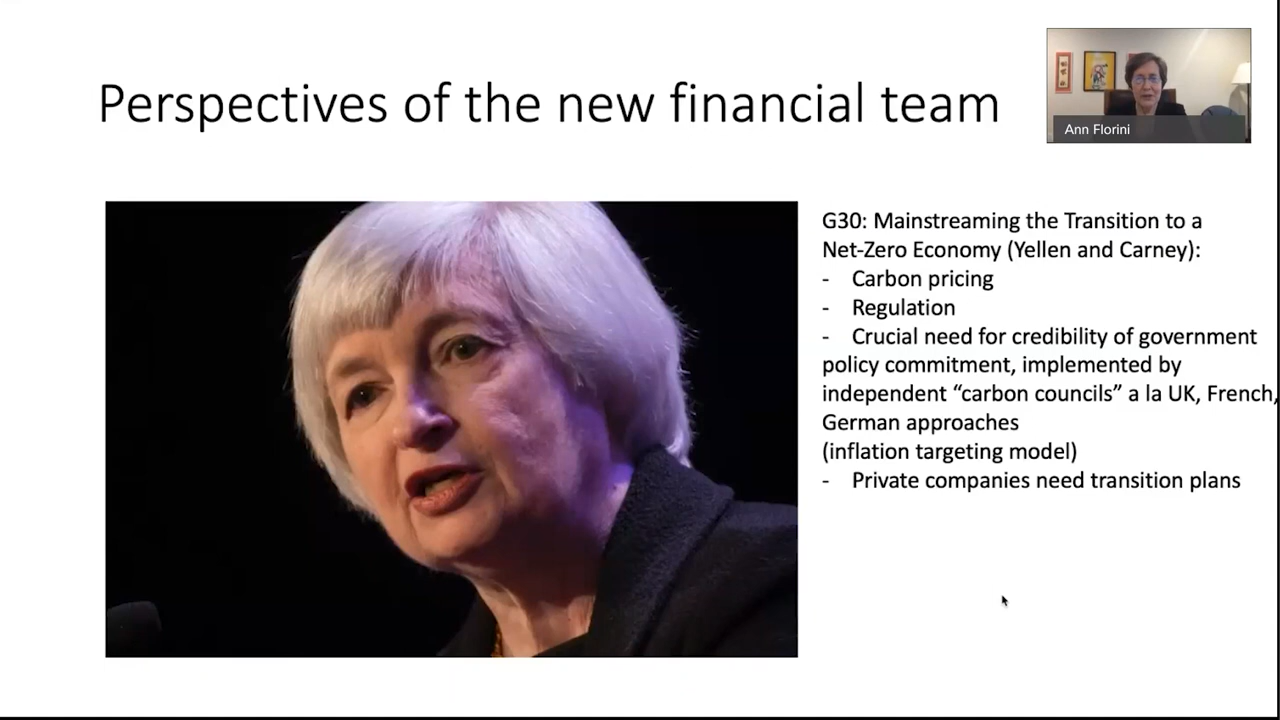 Perspectives of the new financial team
Ann Florini
G30: Mainstreaming the Transition to a
Net-Zero Economy (Yellen and Carney):
- Carbon pricing
- Regulation
- Crucial need for credibility of government
policy commitment, implemented by
independent “carbon councils” a la UK, French,
German approaches
(inflation targeting model)
- Private companies need transition plans